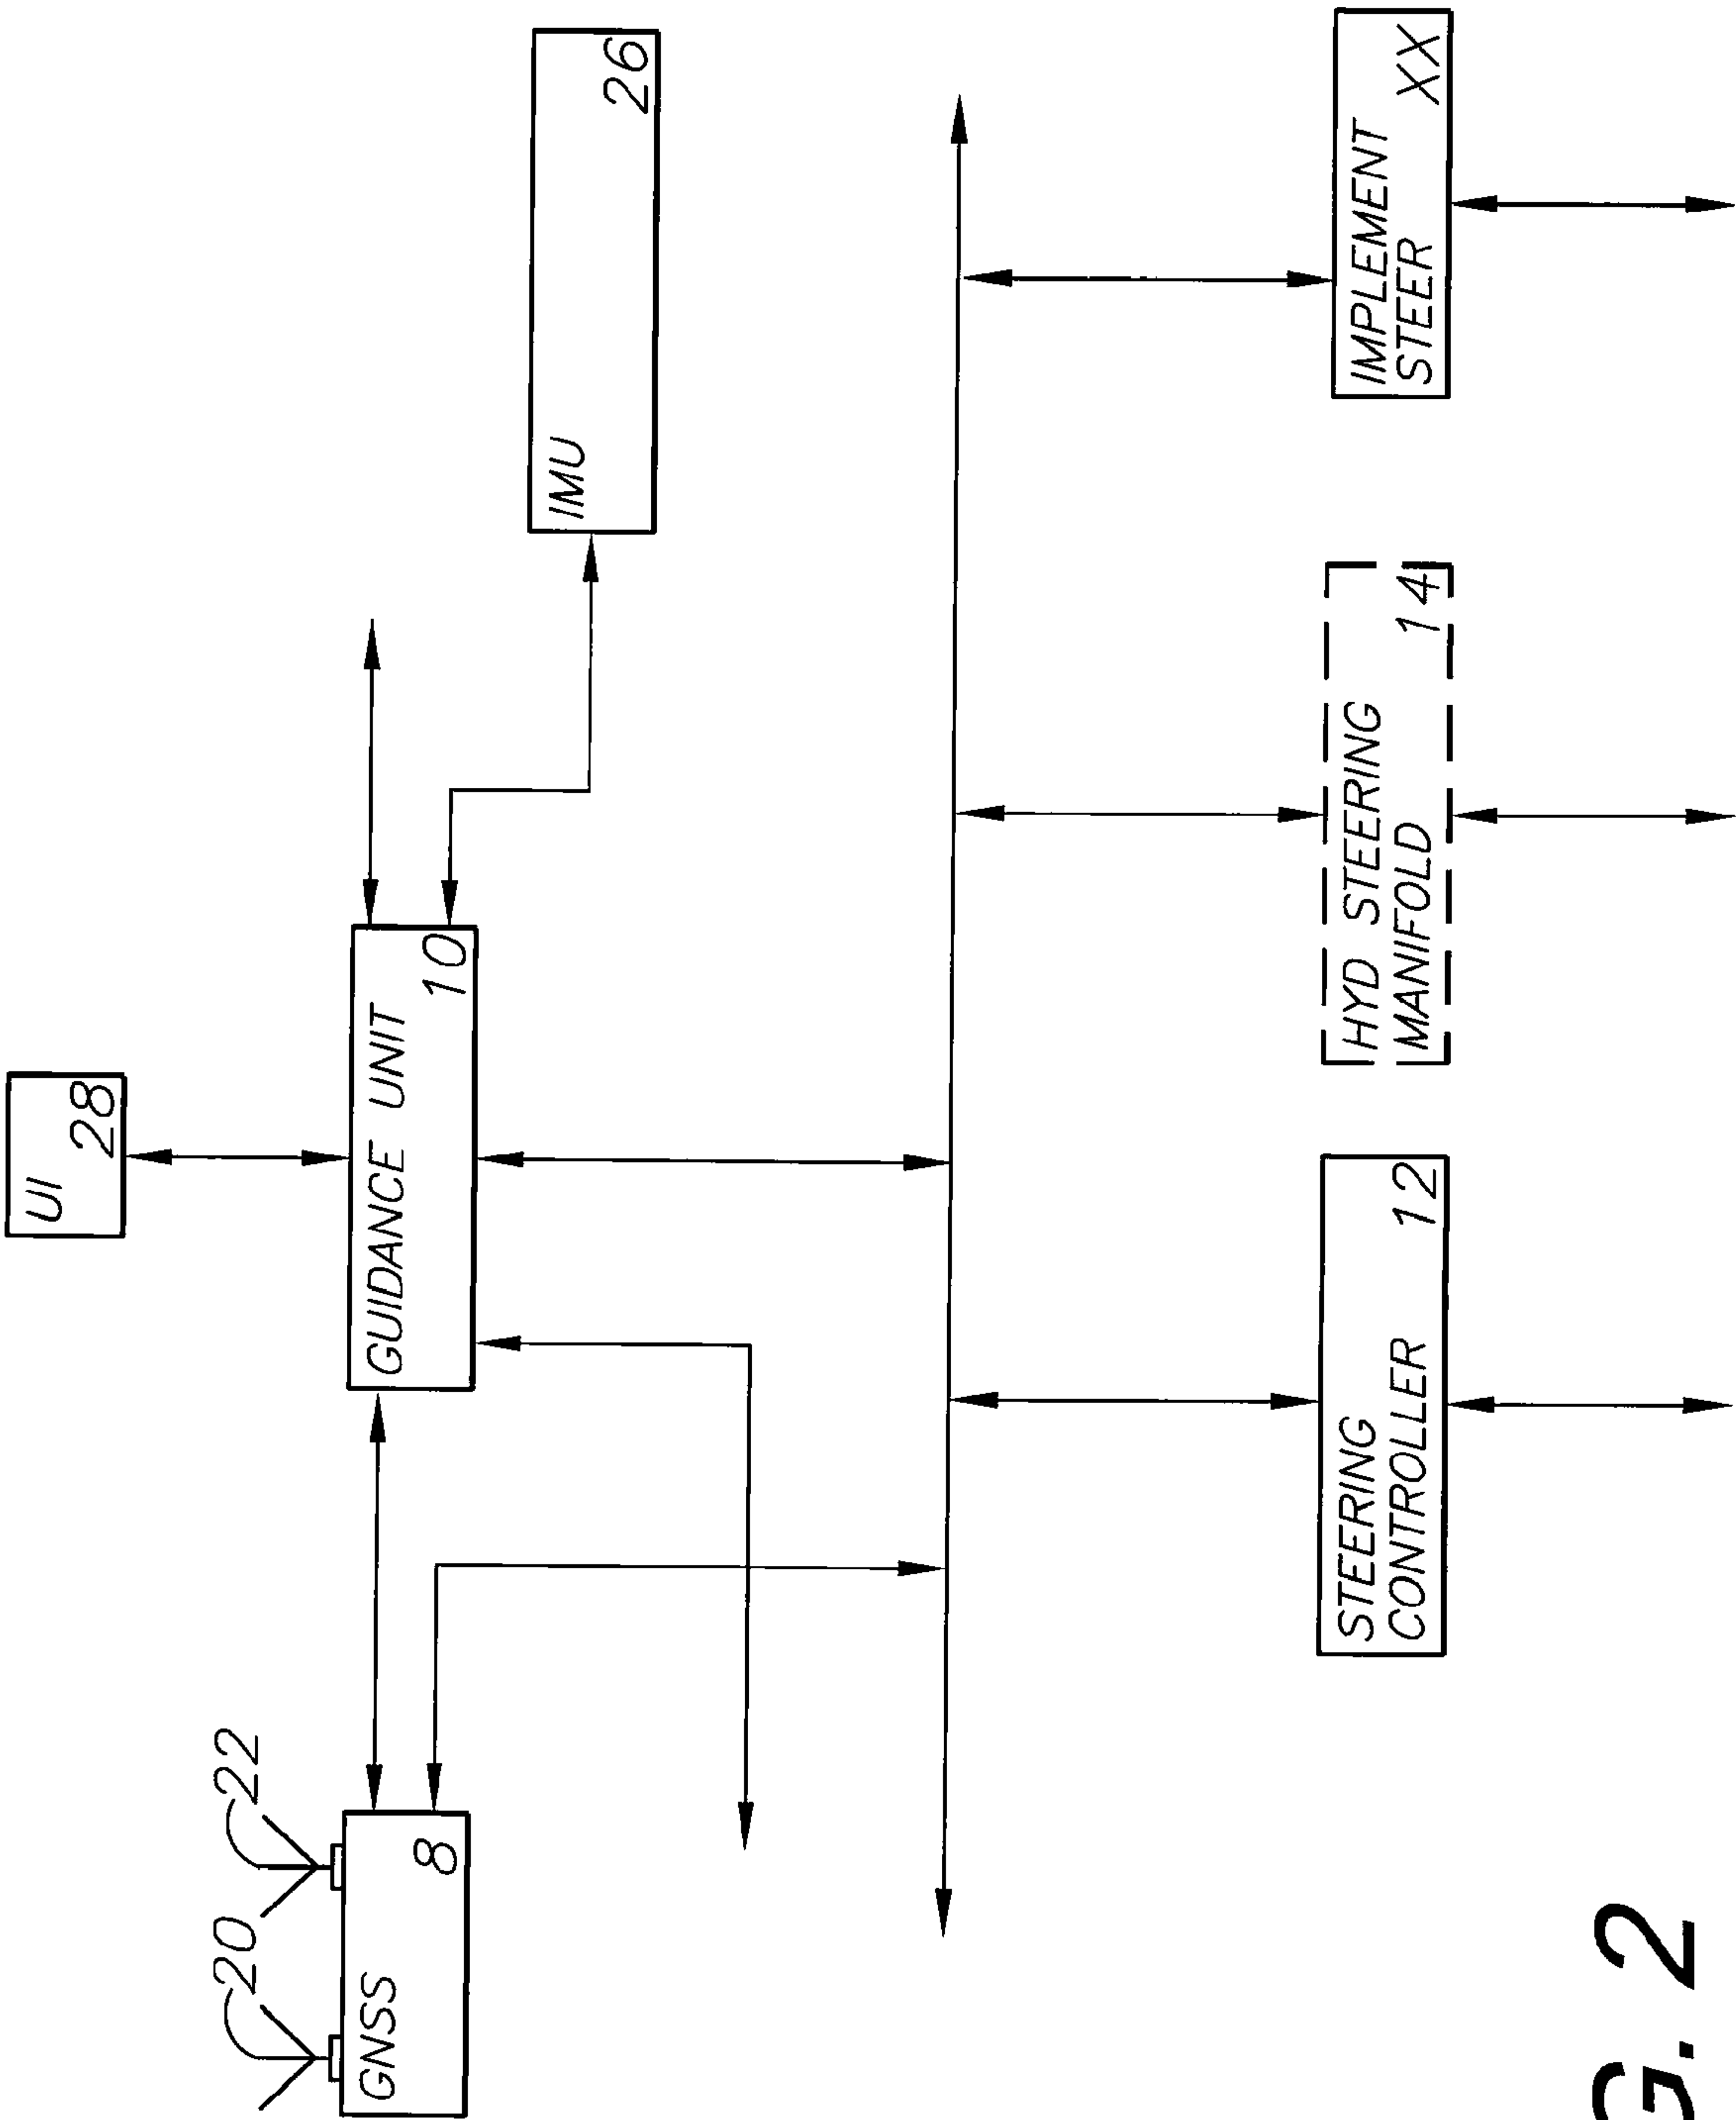 UI 28
20
22
GNSS
8
GUIDANCE UNIT
10
IMU
26
STEERING
CONTROLLER 12
HYD STEERING
MANIFOLD 14
IMPLEMENT
STEER XX
G. 2